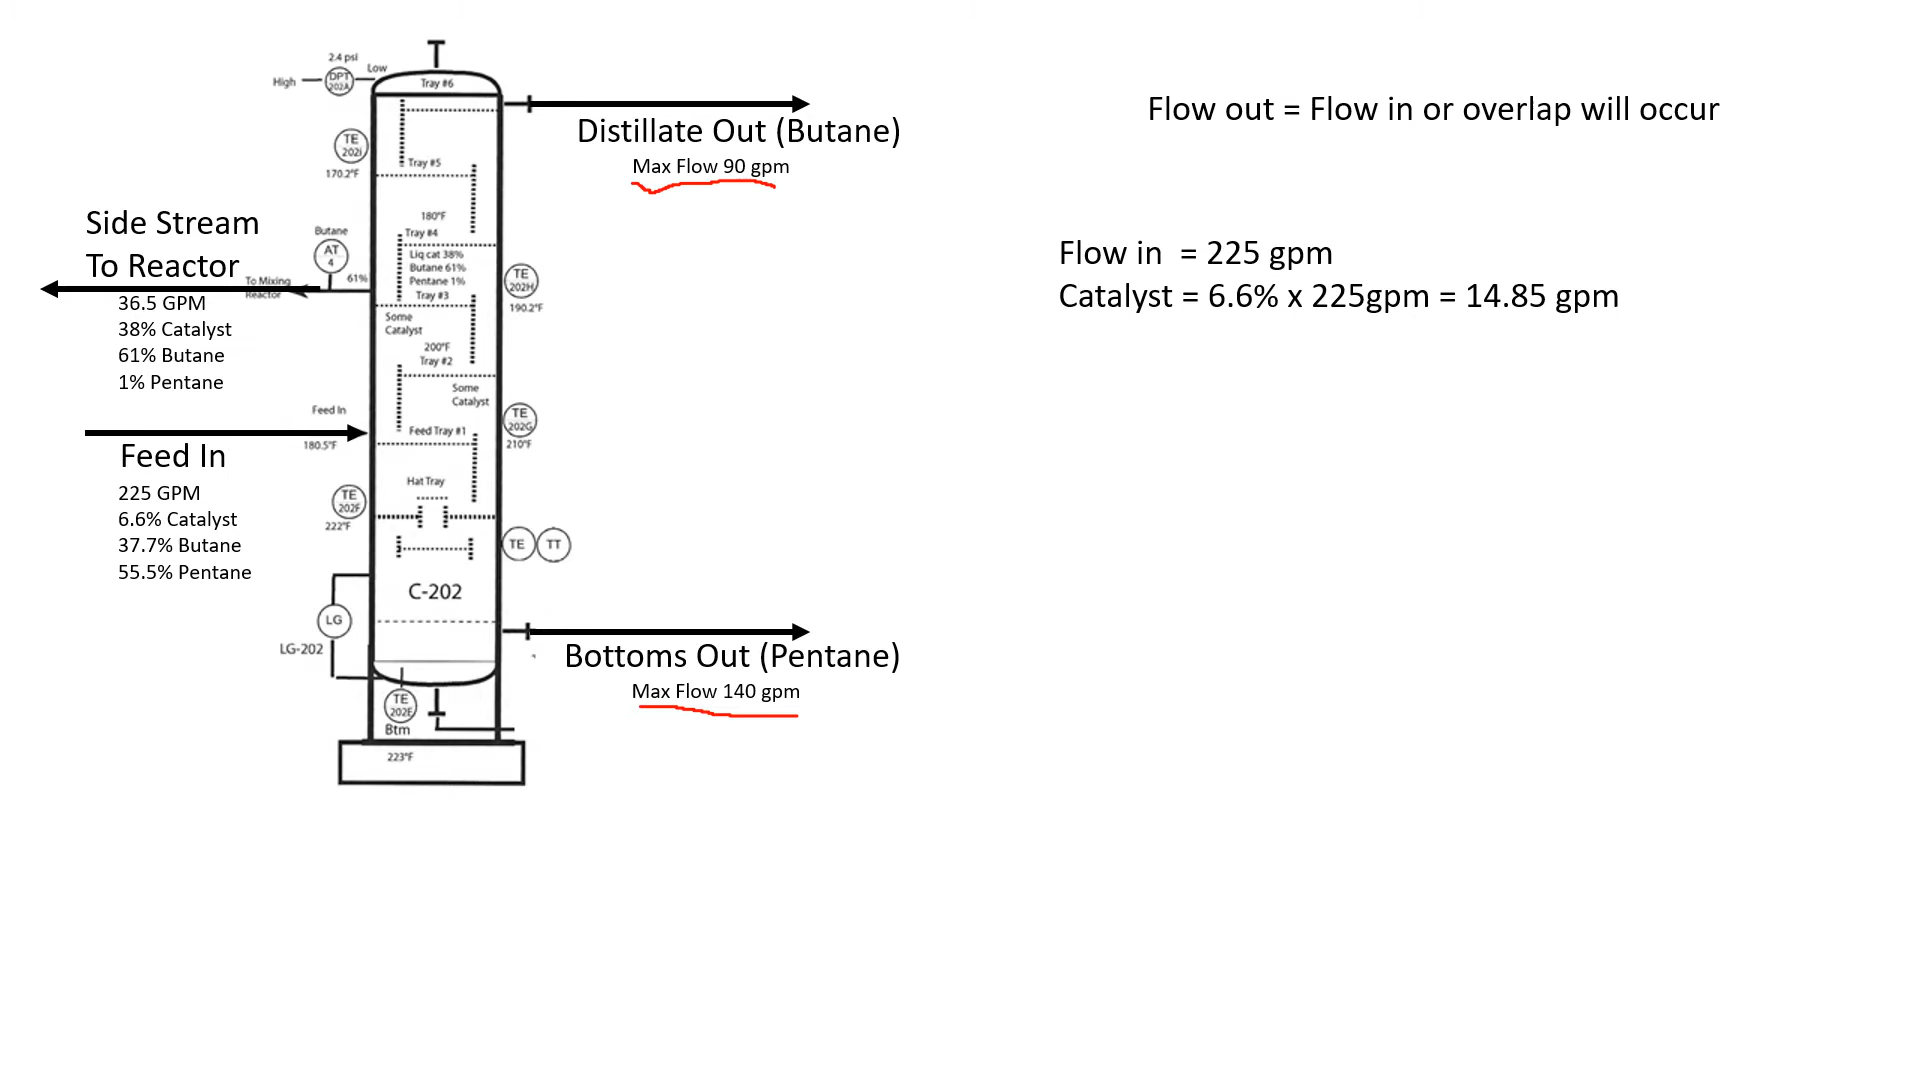 2.4 psi
High
DPT
202A
Low
Tray #6
Distillate Out (Butane)
Max Flow 90 gpm
Flow out = Flow in or overlap will occur
TE
202I
170.2°F
Tray #5
180°F
Tray #4
Liq cat 38%
Butane 61%
Pentane 1%
Tray #3
Side Stream
To Reactor
Butane
AT
4
61%
To Mixing
Reactor
36.5 GPM
38% Catalyst
61% Butane
1% Pentane
TE
202H
190.2°F
Flow in = 225 gpm
Catalyst = 6.6% x 225gpm = 14.85 gpm
Some
Catalyst
200°F
Tray #2
Some
Catalyst
TE
202G
210°F
Feed In
180.5°F
Feed Tray #1
Feed In
225 GPM
6.6% Catalyst
37.7% Butane
55.5% Pentane
Hat Tray
TE
202F
222°F
TE
TT
C-202
LG
LG-202
Bottoms Out (Pentane)
Max Flow 140 gpm
TE
202E
Btm
223°F